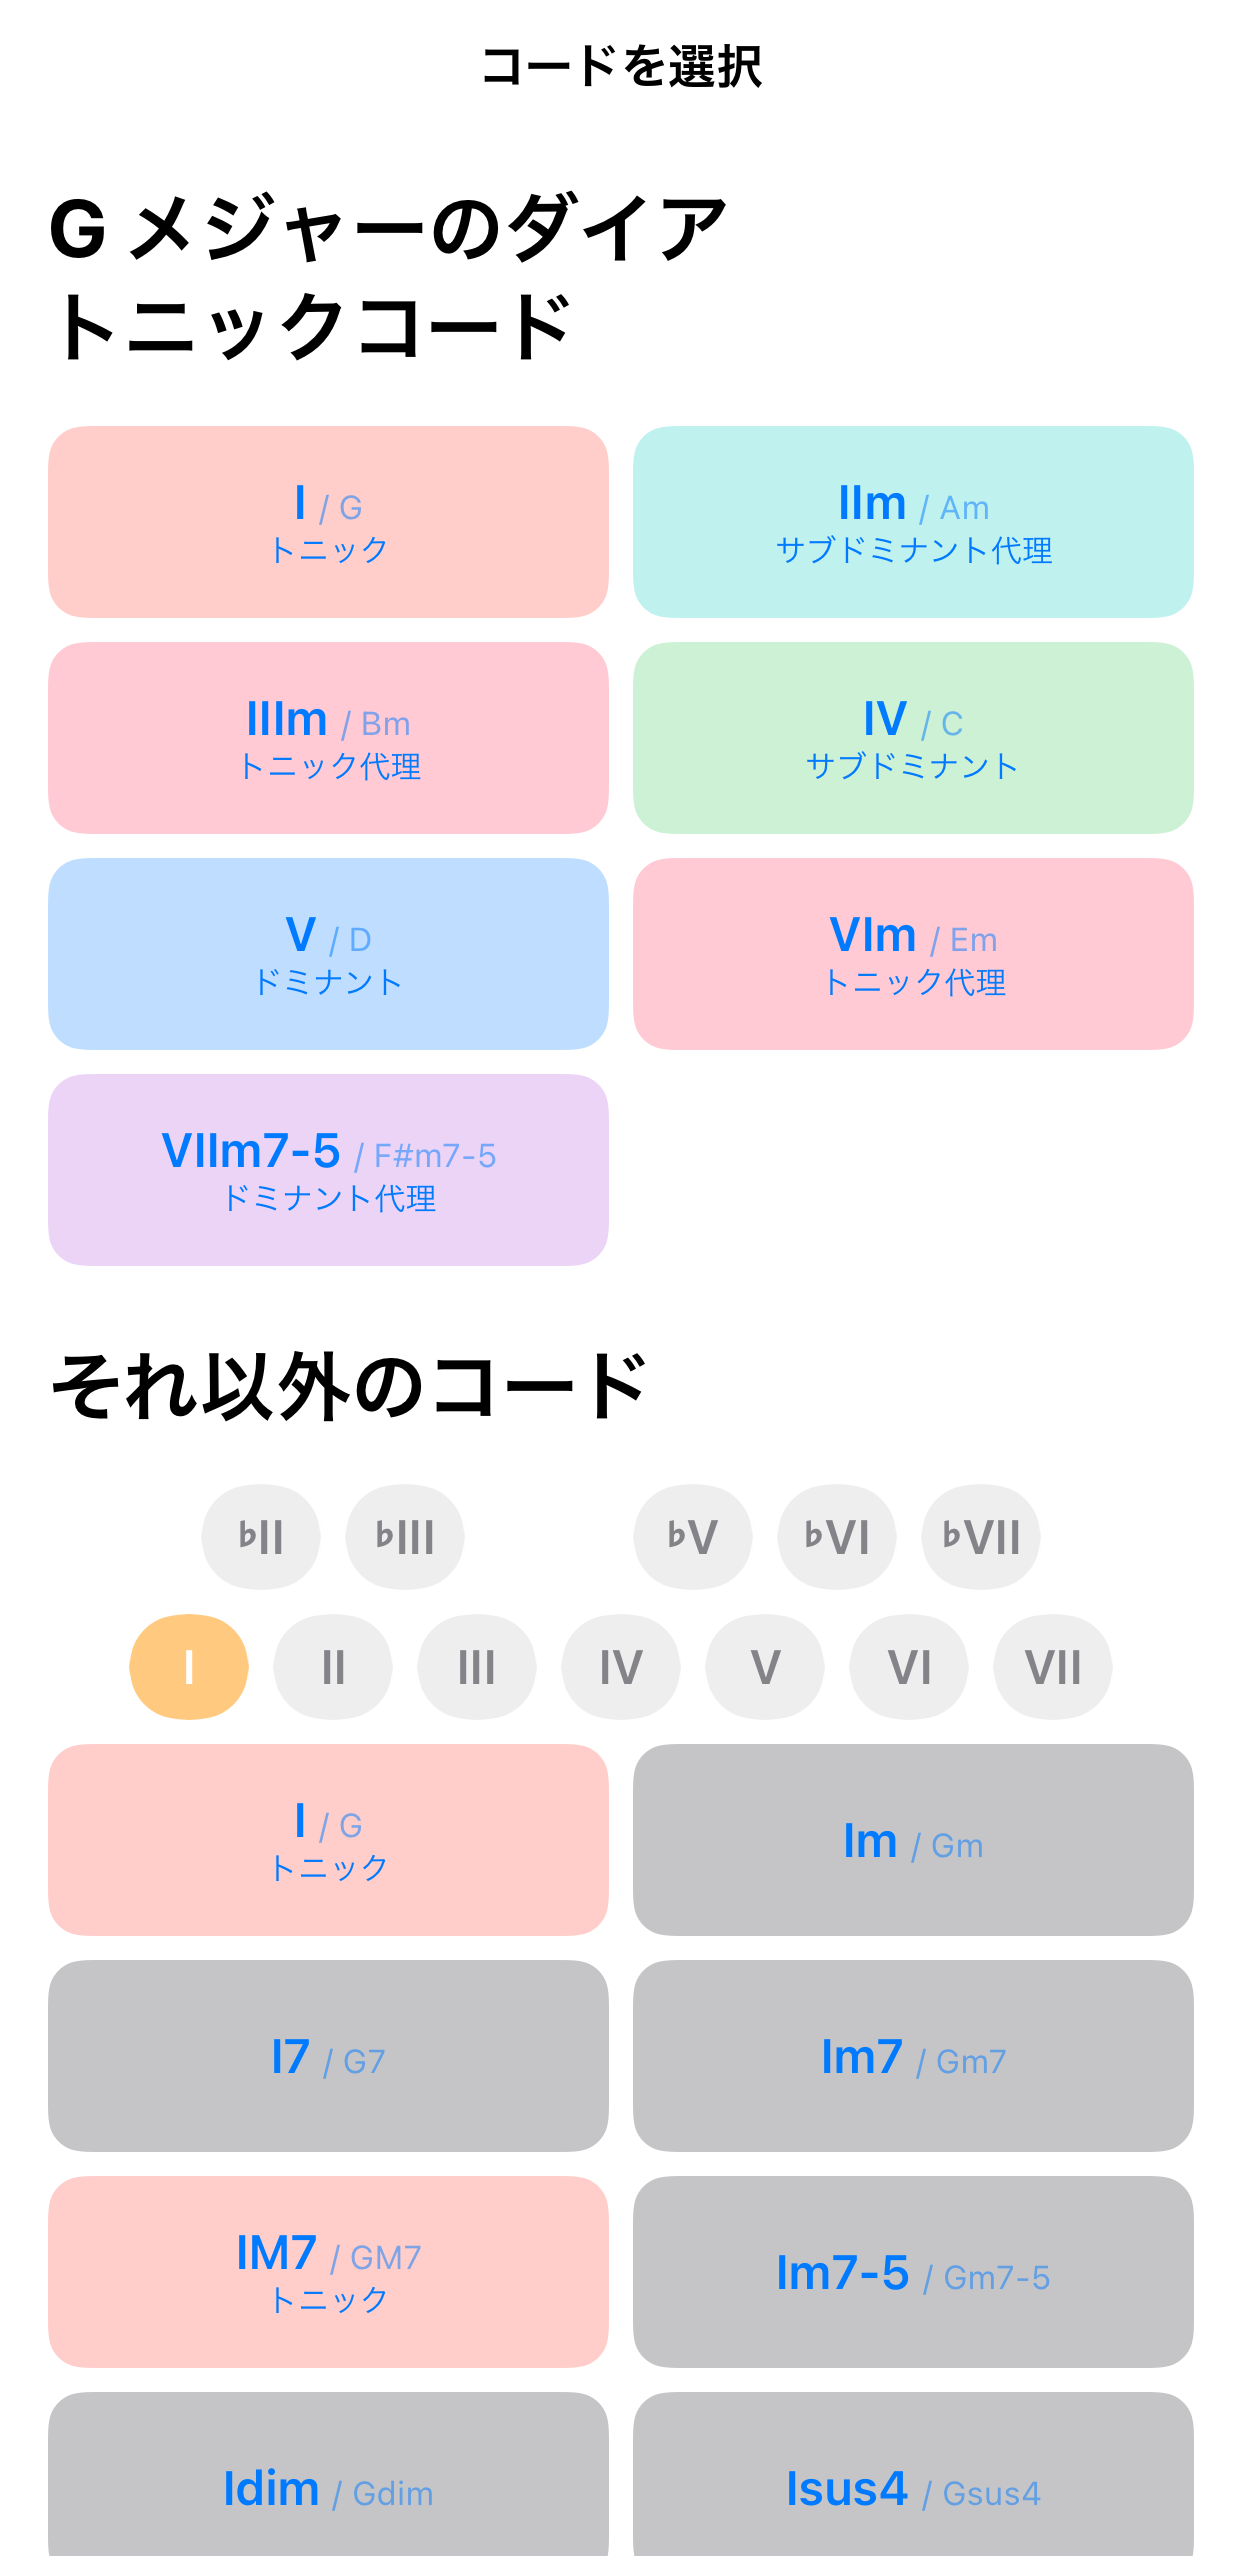 コードを選択
G メジャーのダイア
トニックコード
I / G
トニック
IIm / Am
サブドミナント代理
IIIm / Bm
トニック代理
IV / C
サブドミナント
V / D
ドミナント
VIm / Em
トニック代理
VIIm7-5 / F#m7-5
ドミナント代理
それ以外のコード
♭II ♭III ♭V ♭VI ♭VII
I II III IV V VI VII
I / G
トニック
Im / Gm
I7 / G7
Im7 / Gm7
IM7 / GM7
トニック
Im7-5 / Gm7-5
Idim / Gdim
Isus4 / Gsus4